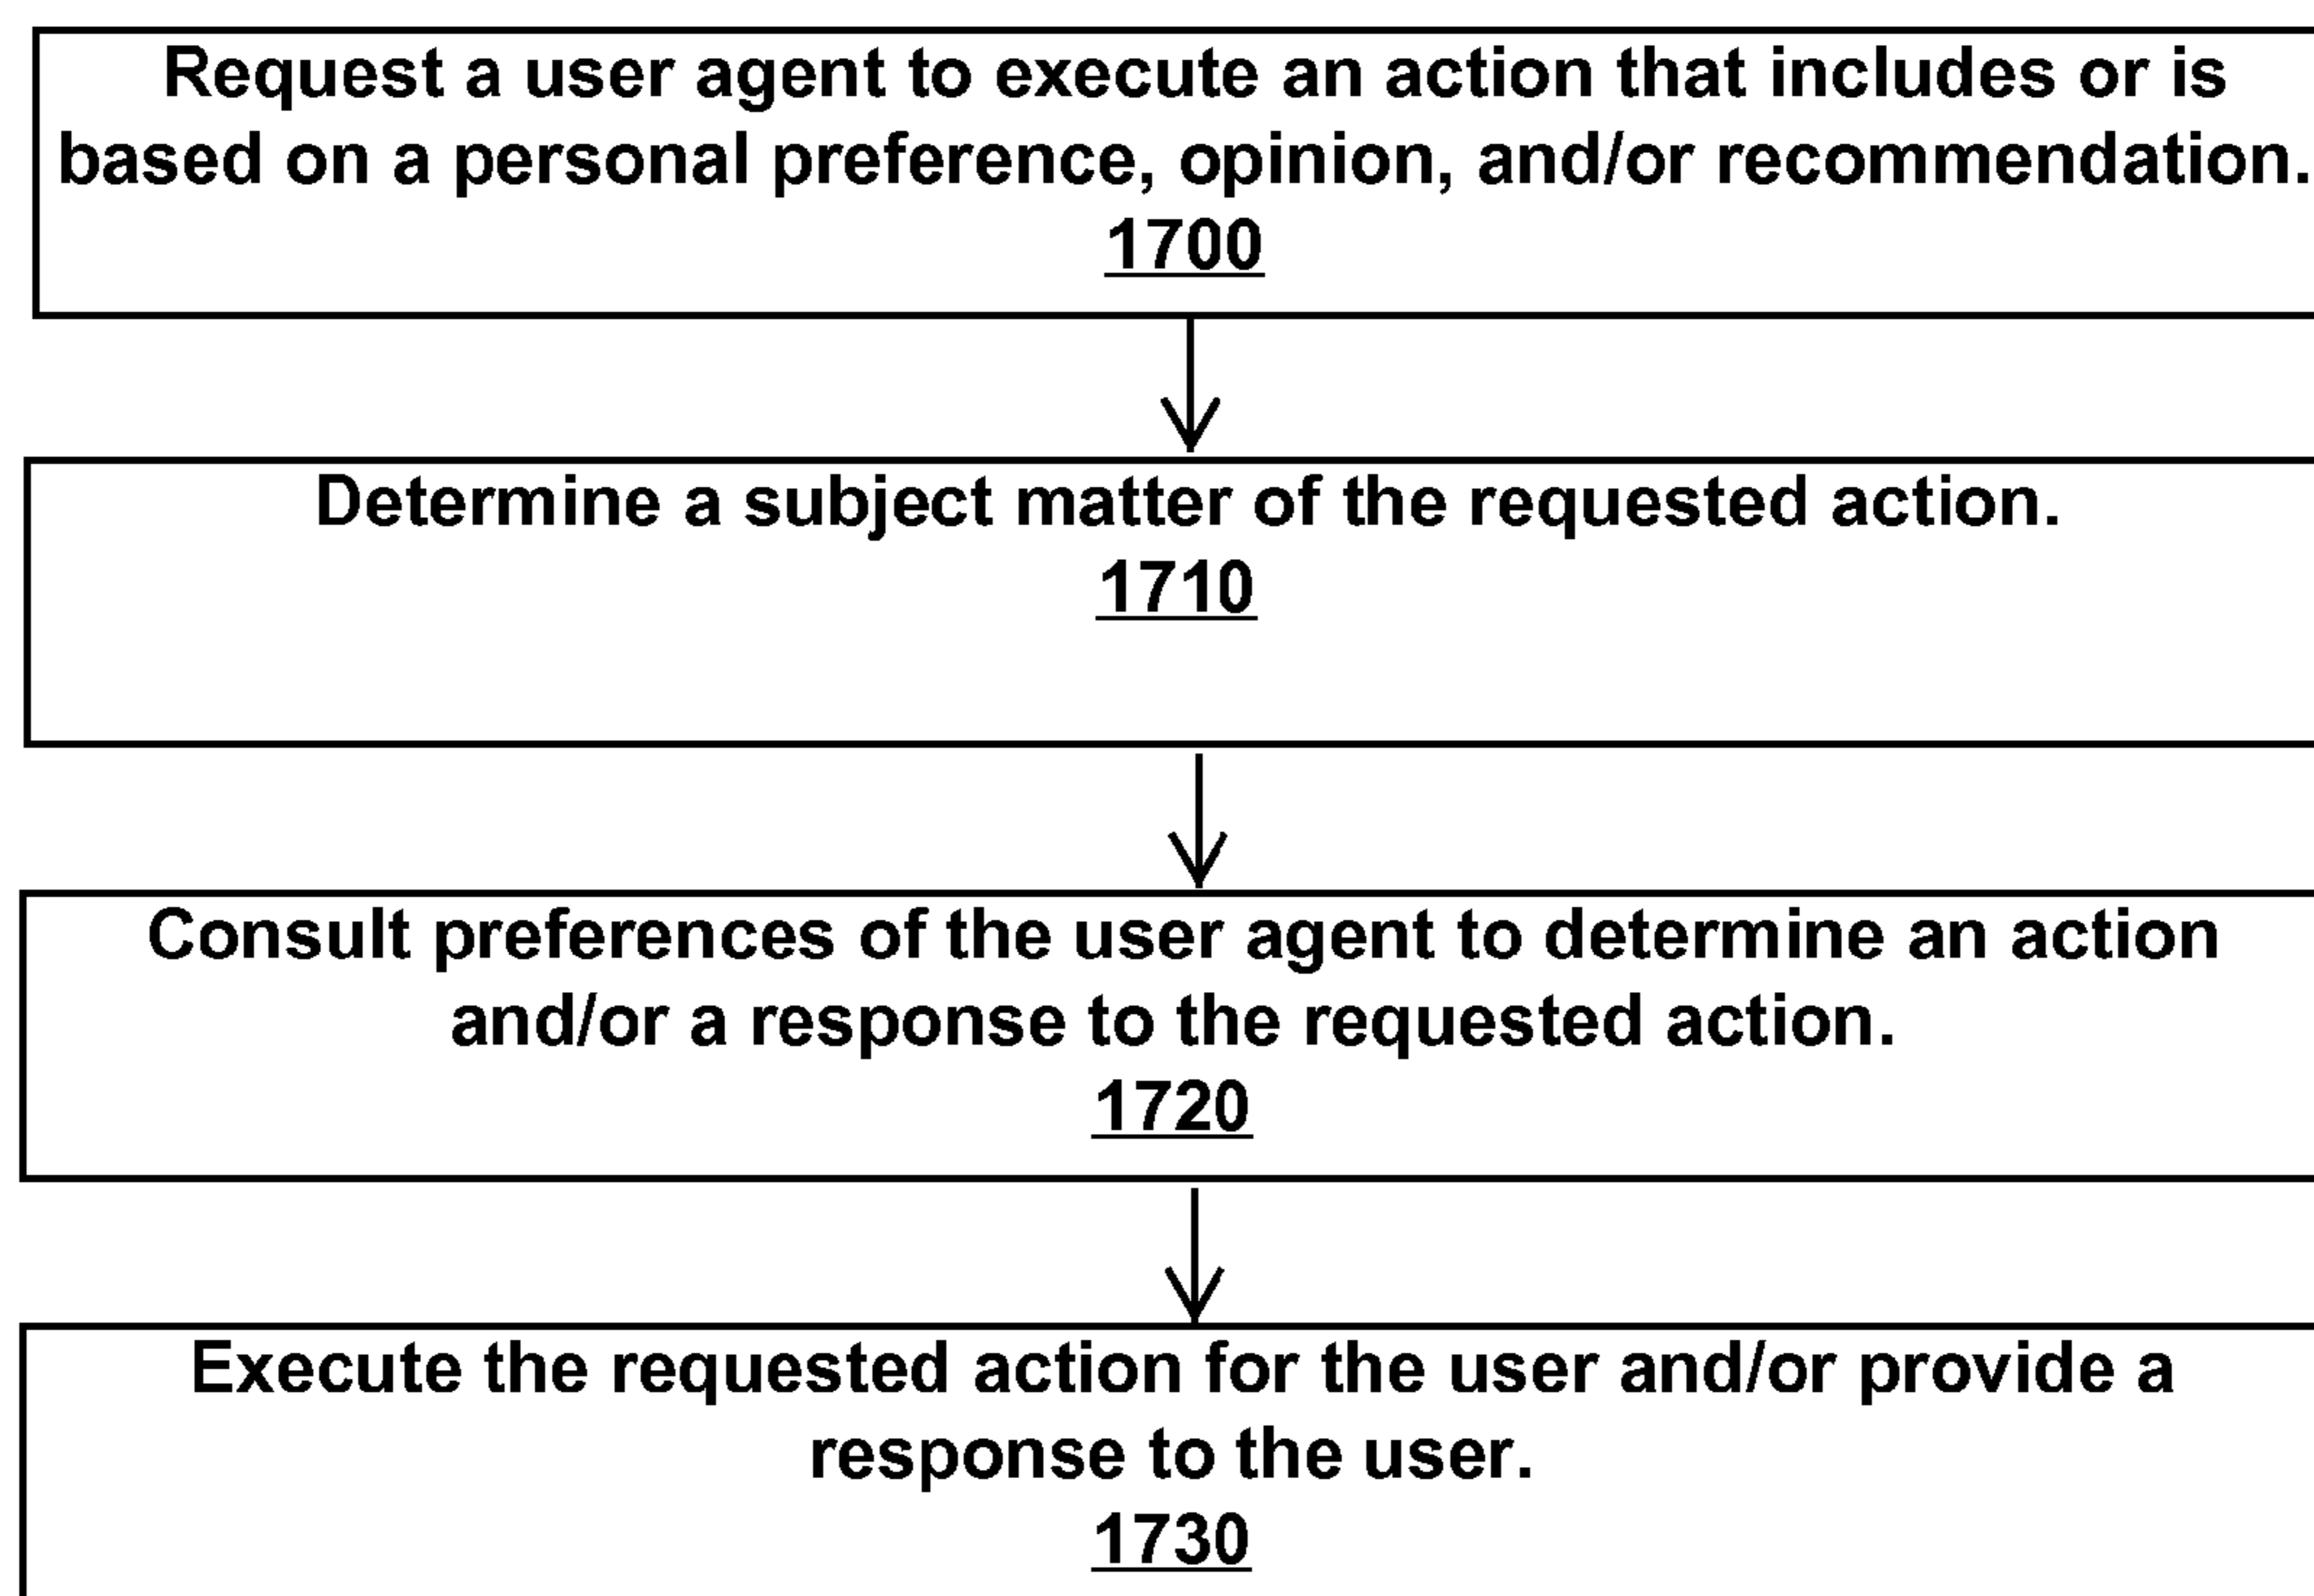 Request a user agent to execute an action that includes or is
based on a personal preference, opinion, and/or recommendation.
1700
Determine a subject matter of the requested action.
1710
Consult preferences of the user agent to determine an action
and/or a response to the requested action.
1720
Execute the requested action for the user and/or provide a
response to the user.
1730